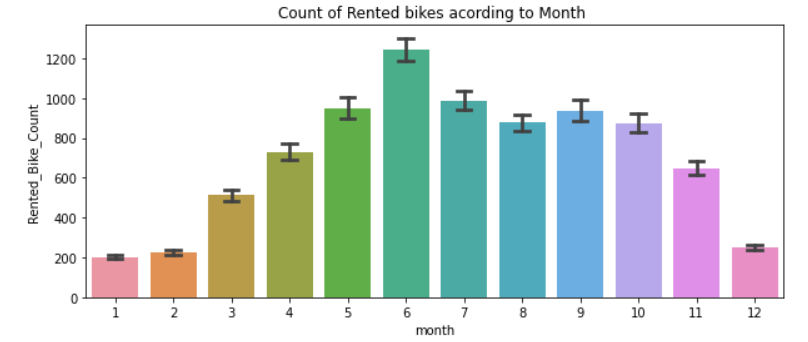 Count of Rented bikes acording to Month
Rented_Bike_Count
1200
1000
800
600
400
200
0
1 2 3 4 5 6 7 8 9 10 11 12
month